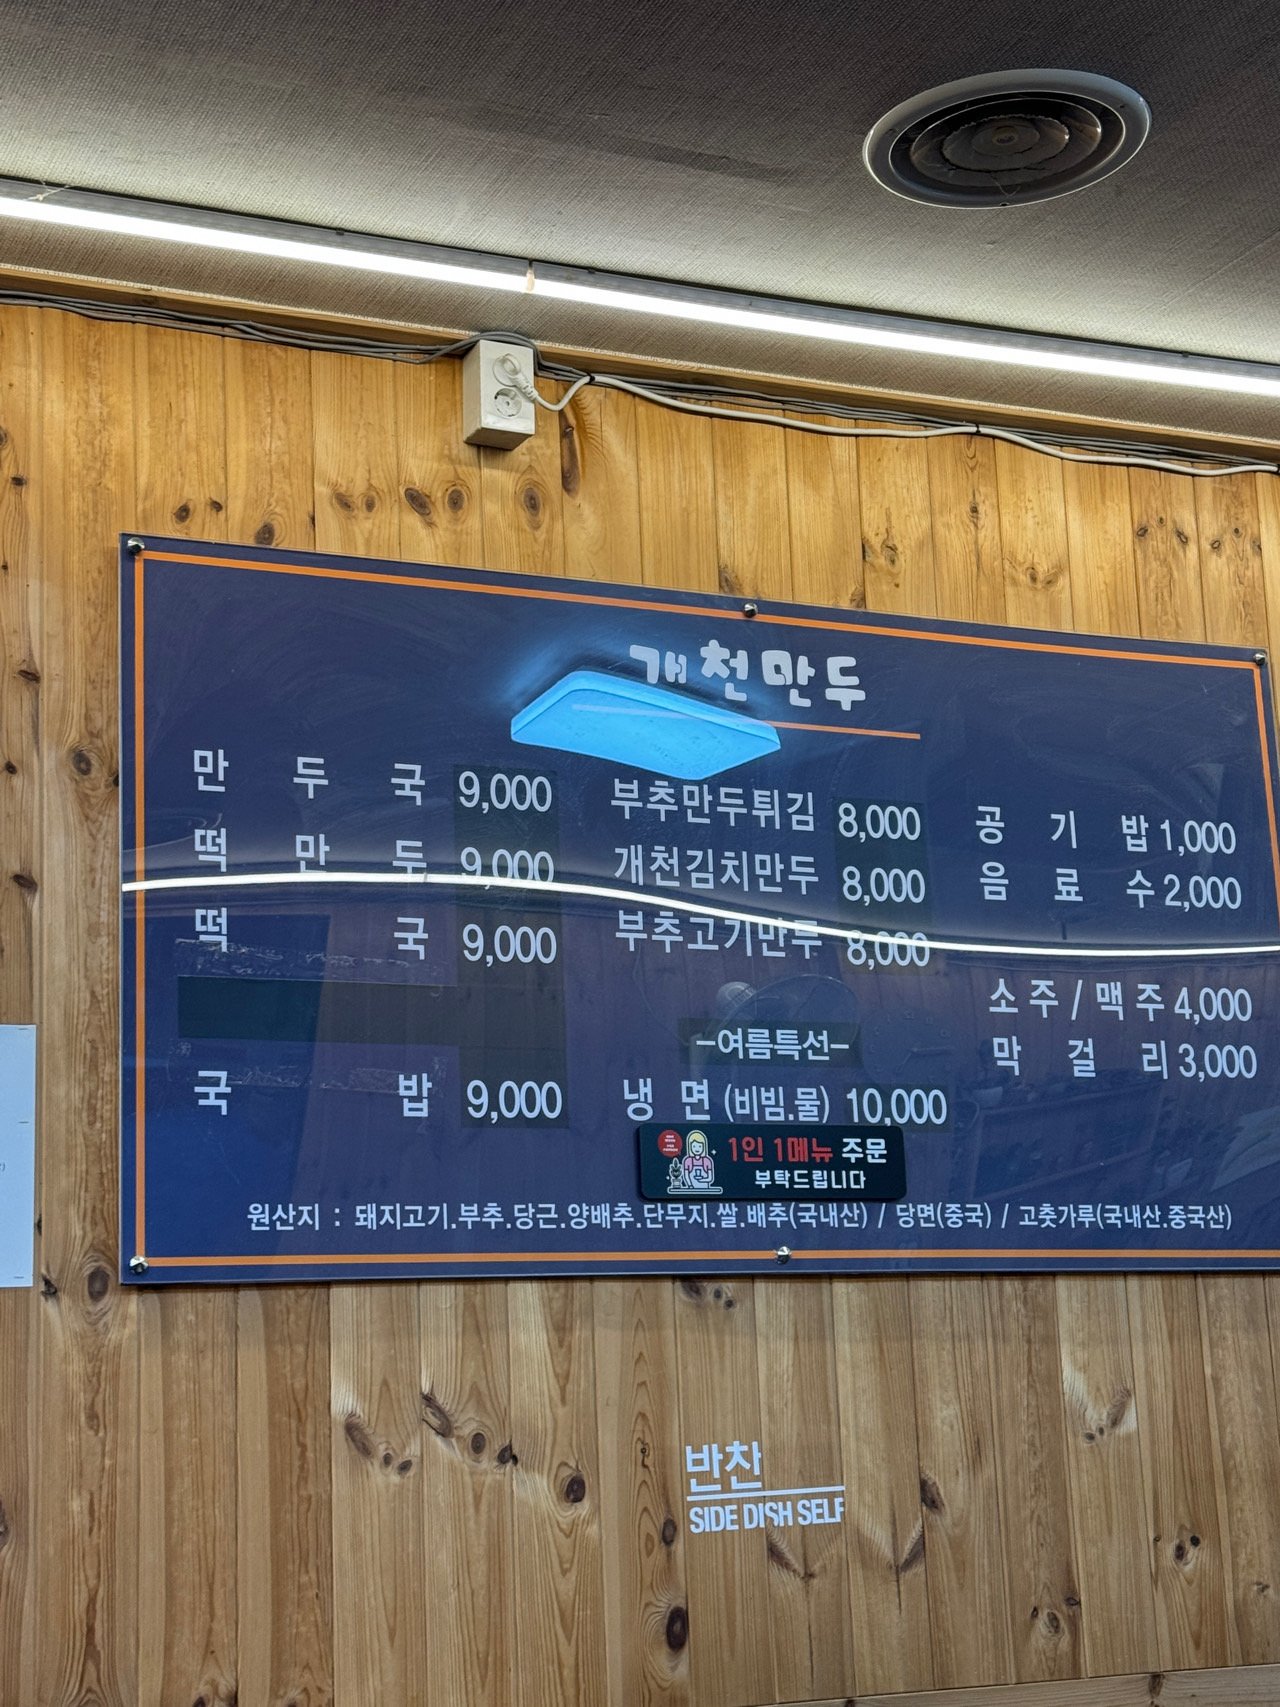 개천만두
만두국 9,000
떡만두 9,000
떡국 9,000
국밥 9,000
부추만두튀김 8,000
개천김치만두 8,000
부추고기만두 8,000
-여름특선-
냉면 (비빔.물) 10,000
공기밥 1,000
음료수 2,000
소주/맥주 4,000
막걸리 3,000
1인 1메뉴 주문
부탁드립니다
원산지 : 돼지고기.부추.당근.양배추.단무지.쌀.배추(국내산) / 당면(중국) / 고춧가루(국내산.중국산)
반찬
SIDE DISH SELF